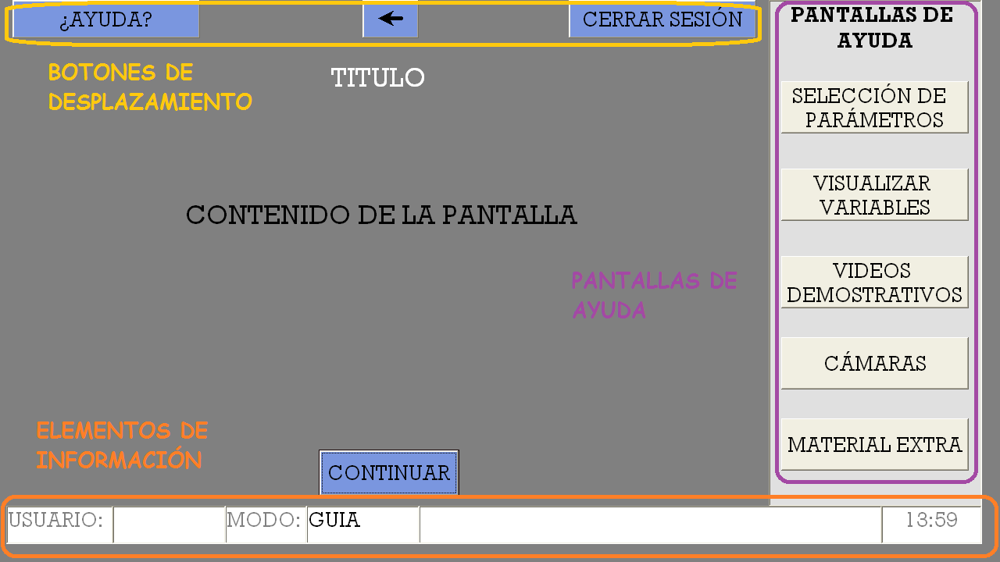 ¿AYUDA?
CERRAR SESIÓN
BOTONES DE
DESPLAZAMIENTO
TITULO
CONTENIDO DE LA PANTALLA
PANTALLAS DE
AYUDA
ELEMENTOS DE
INFORMACIÓN
CONTINUAR
PANTALLAS DE
AYUDA
SELECCIÓN DE
PARÁMETROS
VISUALIZAR
VARIABLES
VIDEOS
DEMOSTRATIVOS
CÁMARAS
MATERIAL EXTRA
USUARIO: MODO: GUIA 13:59